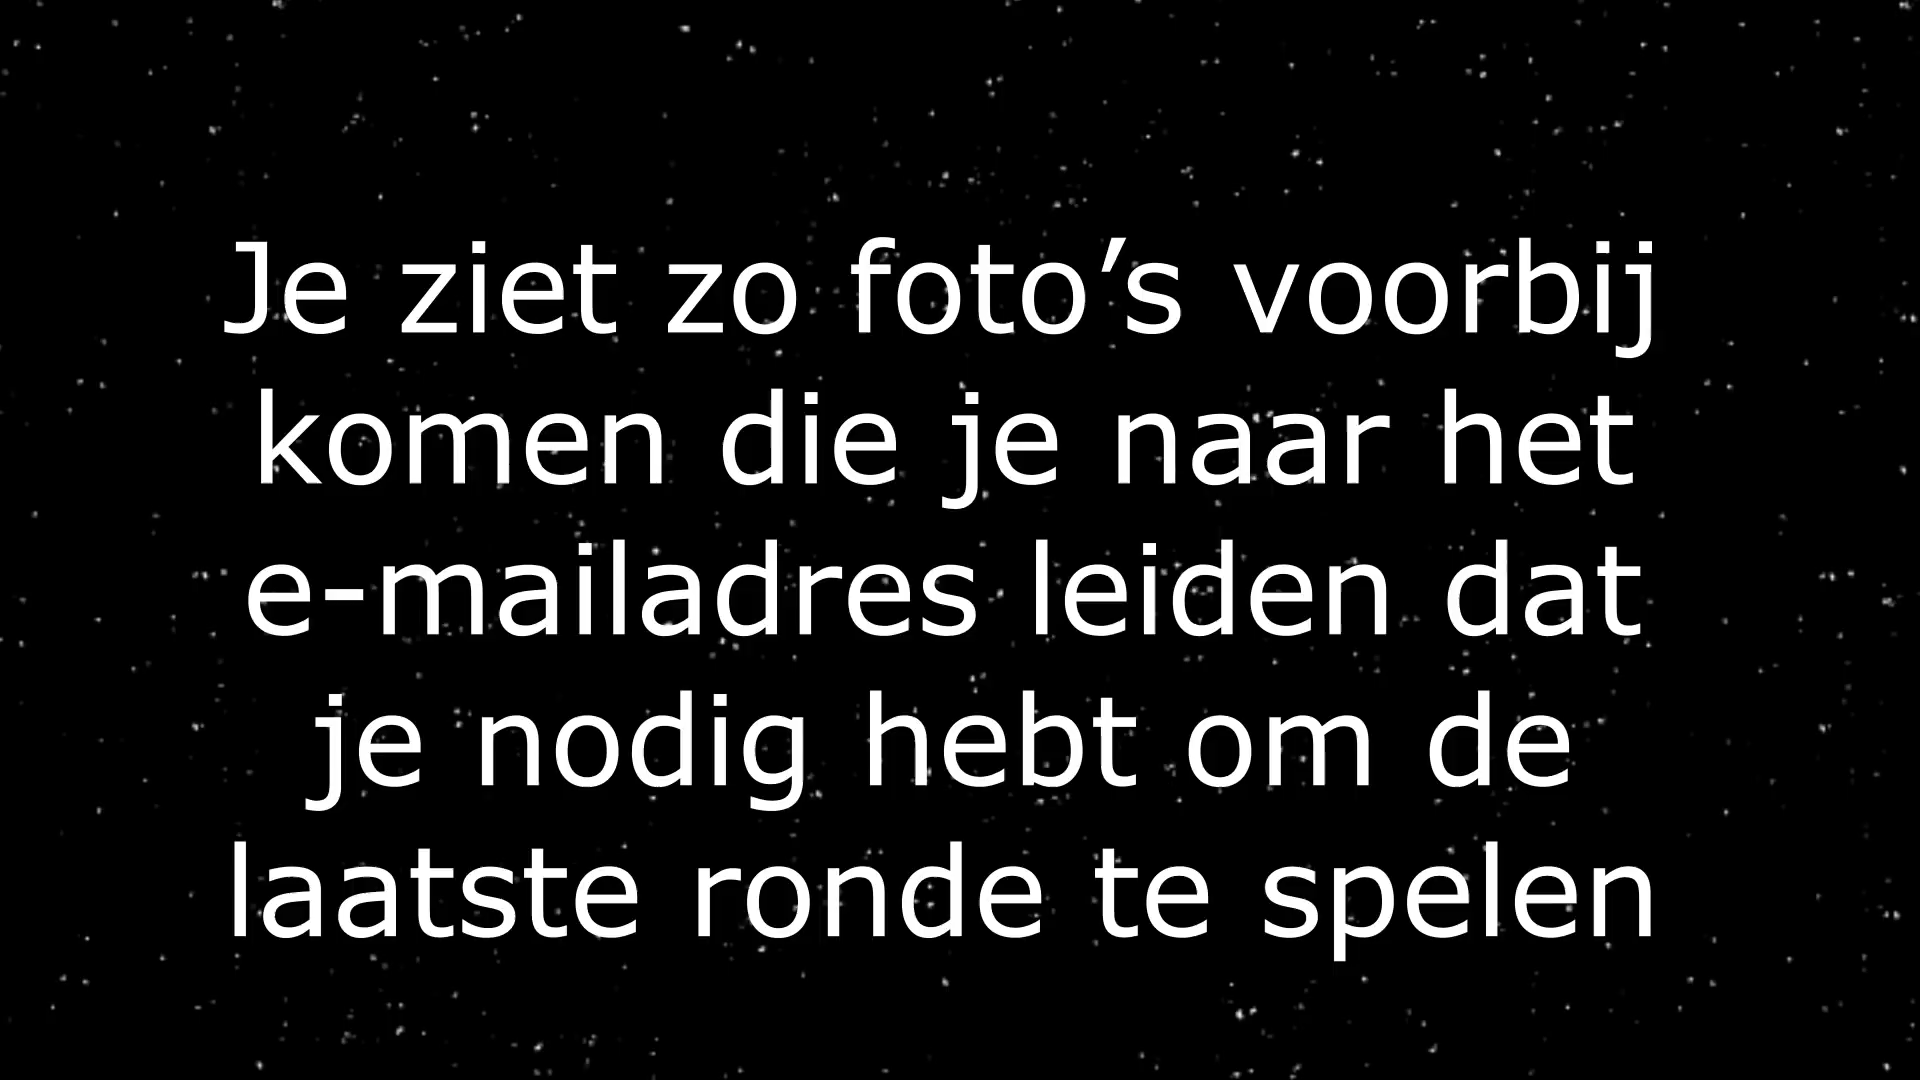 Je ziet zo foto’s voorbij
komen die je naar het
e-mailadres leiden dat
je nodig hebt om de
laatste ronde te spelen